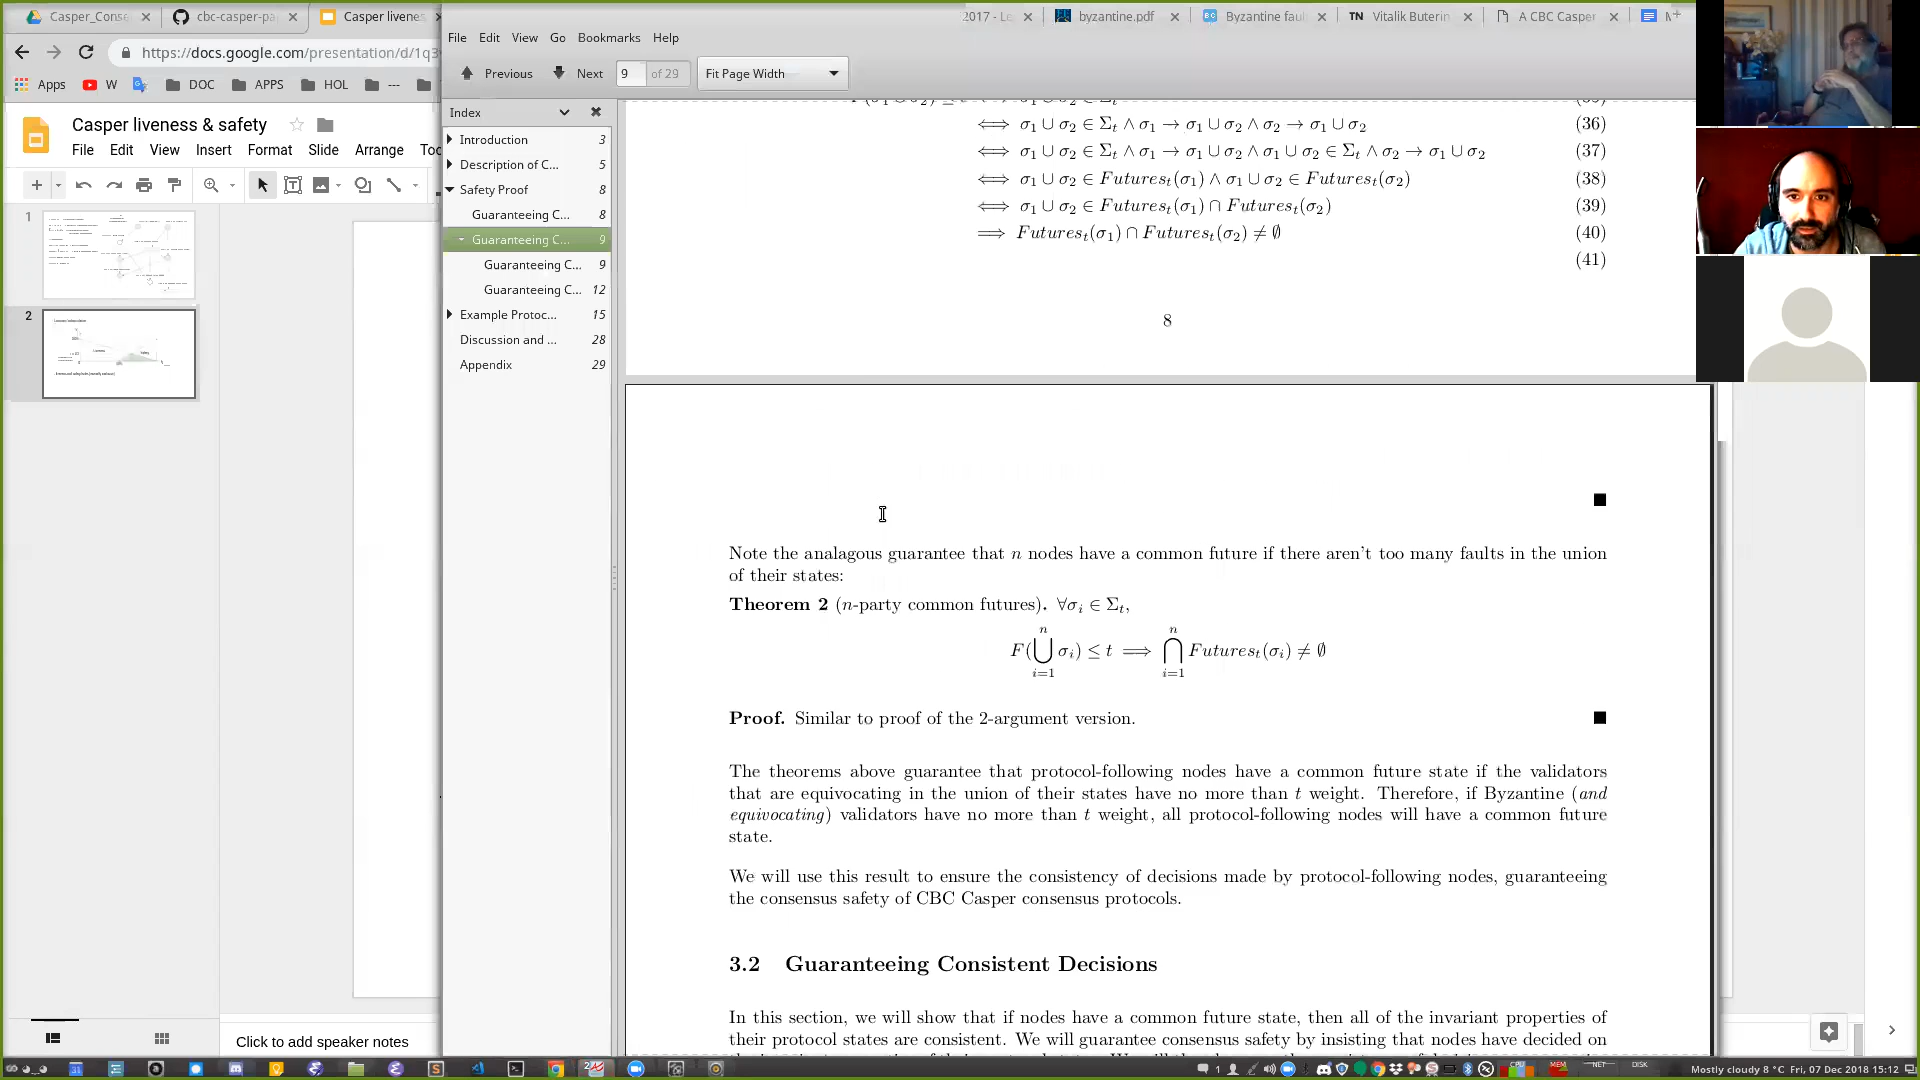 Casper_Conse
cbc-casper-pa
Casper livenes
2017 - Le
byzantine.pdf
Byzantine faul
Vitalik Buterin
A CBC Casper
https://docs.google.com/presentation/d/1q3
Apps
W
DOC
APPS
HOL
---
Casper liveness & safety
File Edit View Insert Format Slide Arrange Too
1
2
Click to add speaker notes
File Edit View Go Bookmarks Help
Previous Next 9 of 29 Fit Page Width
Index
Introduction 3
Description of C... 5
Safety Proof 8
Guaranteeing C... 8
Guaranteeing C... 9
Guaranteeing C... 9
Guaranteeing C... 12
Example Protoc... 15
Discussion and ... 28
Appendix 29
⟺ σ1 ∪ σ2 ∈ Σt ∧ σ1 → σ1 ∪ σ2 ∧ σ2 → σ1 ∪ σ2 (36)
⟺ σ1 ∪ σ2 ∈ Σt ∧ σ1 → σ1 ∪ σ2 ∧ σ1 ∪ σ2 ∈ Σt ∧ σ2 → σ1 ∪ σ2 (37)
⟺ σ1 ∪ σ2 ∈ Futurest(σ1) ∧ σ1 ∪ σ2 ∈ Futurest(σ2) (38)
⟺ σ1 ∪ σ2 ∈ Futurest(σ1) ∩ Futurest(σ2) (39)
⟹ Futurest(σ1) ∩ Futurest(σ2) ≠ ∅ (40)
(41)
8
Note the analagous guarantee that n nodes have a common future if there aren't too many faults in the union
of their states:
Theorem 2 (n-party common futures). ∀σi ∈ Σt,
F(⋃ni=1 σi) ≤ t ⟹ ⋂ni=1 Futurest(σi) ≠ ∅
Proof. Similar to proof of the 2-argument version.
The theorems above guarantee that protocol-following nodes have a common future state if the validators
that are equivocating in the union of their states have no more than t weight. Therefore, if Byzantine (and
equivocating) validators have no more than t weight, all protocol-following nodes will have a common future
state.
We will use this result to ensure the consistency of decisions made by protocol-following nodes, guaranteeing
the consensus safety of CBC Casper consensus protocols.
3.2 Guaranteeing Consistent Decisions
In this section, we will show that if nodes have a common future state, then all of the invariant properties of
their protocol states are consistent. We will guarantee consensus safety by insisting that nodes have decided on
1
CPU MEM NET DISK
Mostly cloudy 8 °C Fri, 07 Dec 2018 15:12